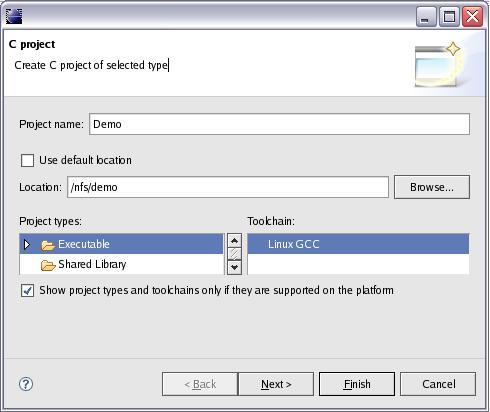 C project
Create C project of selected type
Project name: Demo
Use default location
Location: /nfs/demo Browse...
Project types: Toolchain:
Executable Linux GCC
Shared Library
Show project types and toolchains only if they are supported on the platform
? < Back Next > Finish Cancel